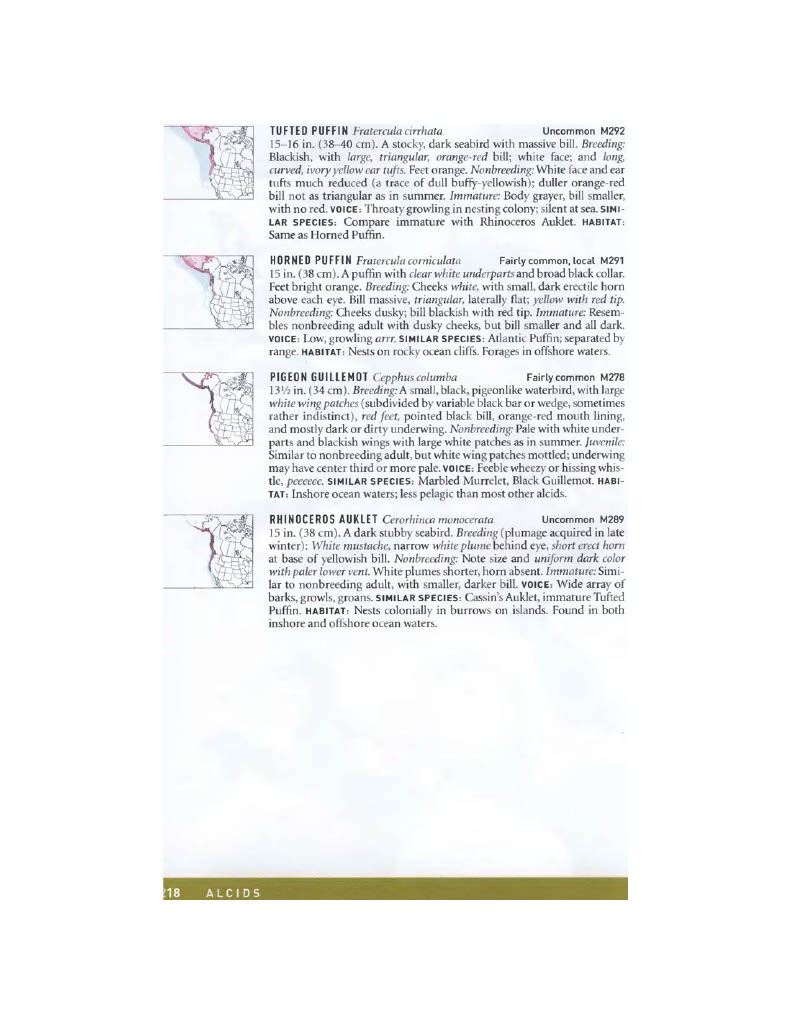 TUFTED PUFFIN Fratercula cirrhata Uncommon M292
15–16 in. (38–40 cm). A stocky, dark seabird with massive bill. Breeding:
Blackish, with large, triangular, orange-red bill; white face; and long,
curved, ivory yellow ear tufts. Feet orange. Nonbreeding: White face and ear
tufts much reduced (a trace of dull buffy-yellowish); duller orange-red
bill not as triangular as in summer. Immature: Body grayer, bill smaller,
with no red. VOICE: Throaty growling in nesting colony; silent at sea. SIMI-
LAR SPECIES: Compare immature with Rhinoceros Auklet. HABITAT:
Same as Horned Puffin.
HORNED PUFFIN Fratercula corniculata Fairly common, local M291
15 in. (38 cm). A puffin with clear white underparts and broad black collar.
Feet bright orange. Breeding: Cheeks white, with small, dark erectile horn
above each eye. Bill massive, triangular, laterally flat; yellow with red tip.
Nonbreeding: Cheeks dusky; bill blackish with red tip. Immature: Resem-
bles nonbreeding adult with dusky cheeks, but bill smaller and all dark.
VOICE: Low, growling arrr. SIMILAR SPECIES: Atlantic Puffin; separated by
range. HABITAT: Nests on rocky ocean cliffs. Forages in offshore waters.
PIGEON GUILLEMOT Cepphus columba Fairly common M278
13½ in. (34 cm). Breeding: A small, black, pigeonlike waterbird, with large
white wing patches (subdivided by variable black bar or wedge, sometimes
rather indistinct), red feet, pointed black bill, orange-red mouth lining,
and mostly dark or dirty underwing. Nonbreeding: Pale with white under-
parts and blackish wings with large white patches as in summer. Juvenile:
Similar to nonbreeding adult, but white wing patches mottled; underwing
may have center third or more pale. VOICE: Feeble wheezy or hissing whis-
tle, peeeeee. SIMILAR SPECIES: Marbled Murrelet, Black Guillemot. HABI-
TAT: Inshore ocean waters; less pelagic than most other alcids.
RHINOCEROS AUKLET Cerorhinca monocerata Uncommon M289
15 in. (38 cm). A dark stubby seabird. Breeding (plumage acquired in late
winter): White mustache, narrow white plume behind eye, short erect horn
at base of yellowish bill. Nonbreeding: Note size and uniform dark color
with paler lower vent. White plumes shorter, horn absent. Immature: Simi-
lar to nonbreeding adult, with smaller, darker bill. VOICE: Wide array of
barks, growls, groans. SIMILAR SPECIES: Cassin's Auklet, immature Tufted
Puffin. HABITAT: Nests colonially in burrows on islands. Found in both
inshore and offshore ocean waters.
218 ALCIDS